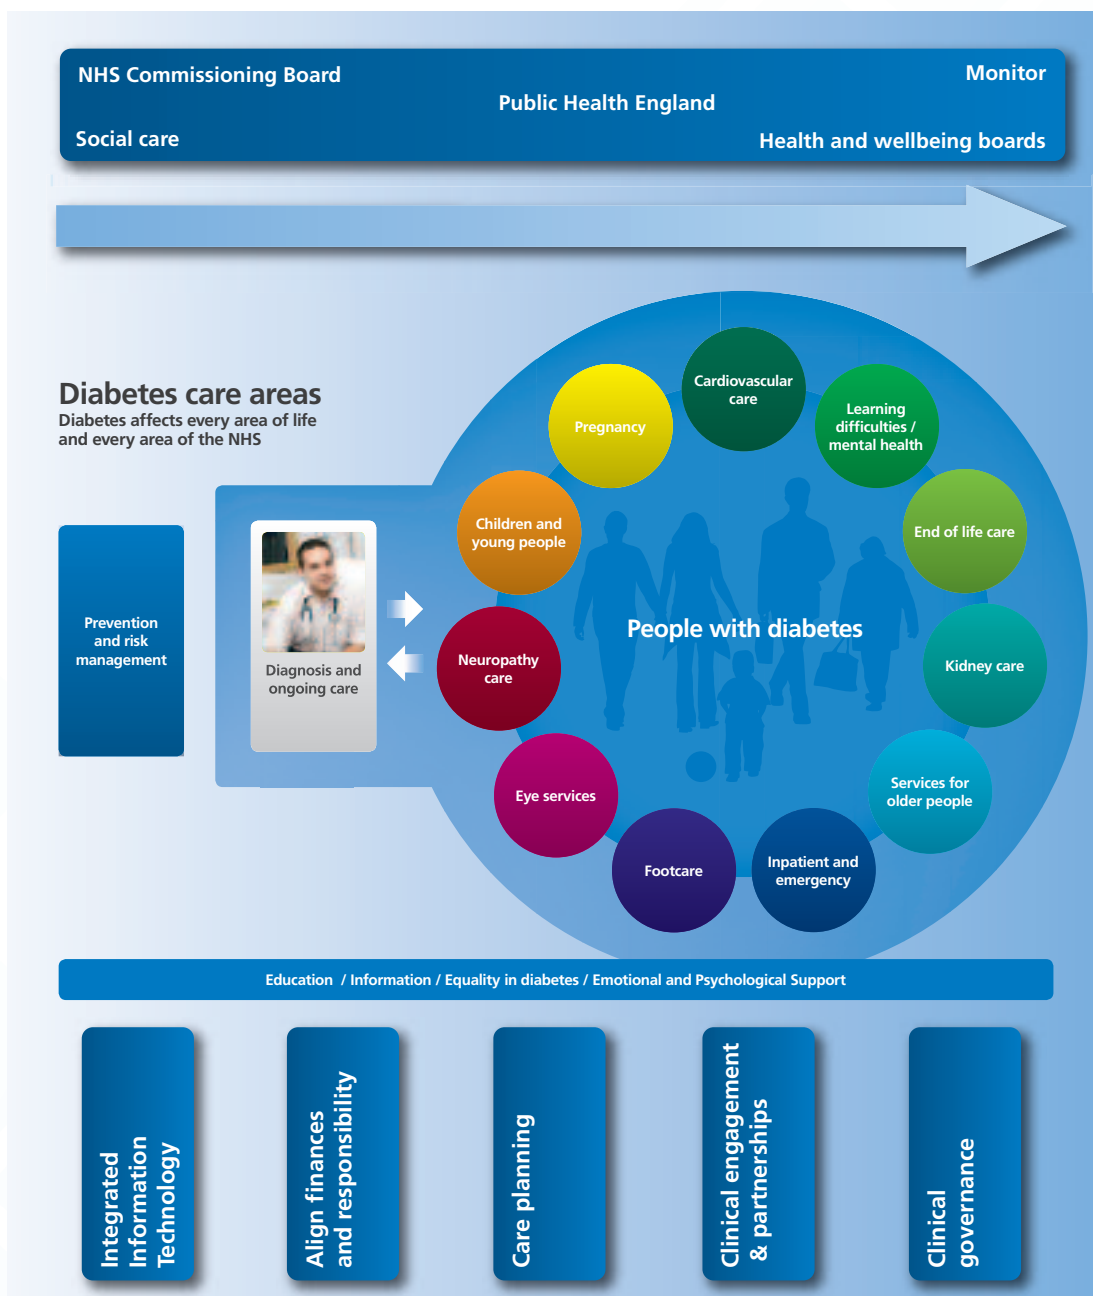 NHS Commissioning Board
Monitor
Public Health England
Social care
Health and wellbeing boards
Diabetes care areas
Diabetes affects every area of life
and every area of the NHS
Prevention
and risk
management
Diagnosis and
ongoing care
Cardiovascular
care
Learning
difficulties /
mental health
End of life care
Kidney care
Services for
older people
Inpatient and
emergency
Footcare
Eye services
Neuropathy
care
Children and
young people
Pregnancy
People with diabetes
Education / Information / Equality in diabetes / Emotional and Psychological Support
Integrated
Information
Technology
Align finances
and responsibility
Care planning
Clinical engagement
& partnerships
Clinical
governance